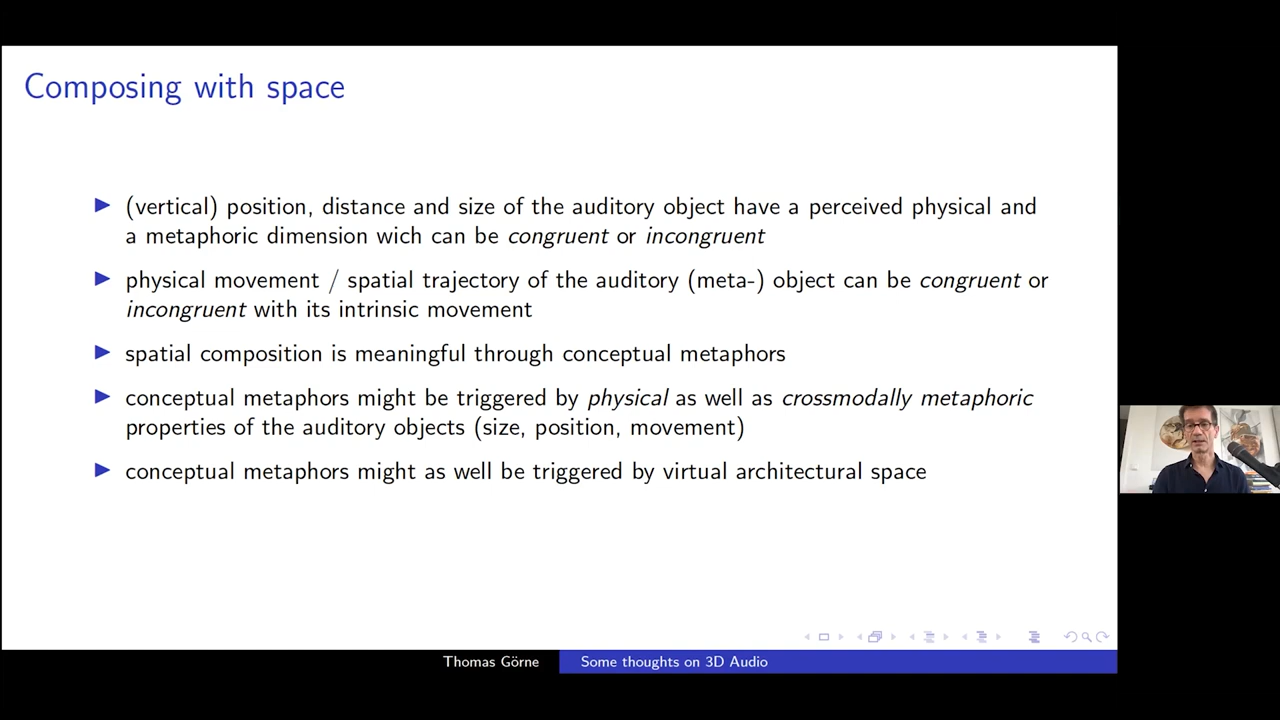 Composing with space
(vertical) position, distance and size of the auditory object have a perceived physical and
a metaphoric dimension wich can be congruent or incongruent
physical movement / spatial trajectory of the auditory (meta-) object can be congruent or
incongruent with its intrinsic movement
spatial composition is meaningful through conceptual metaphors
conceptual metaphors might be triggered by physical as well as crossmodally metaphoric
properties of the auditory objects (size, position, movement)
conceptual metaphors might as well be triggered by virtual architectural space
Thomas Görne
Some thoughts on 3D Audio